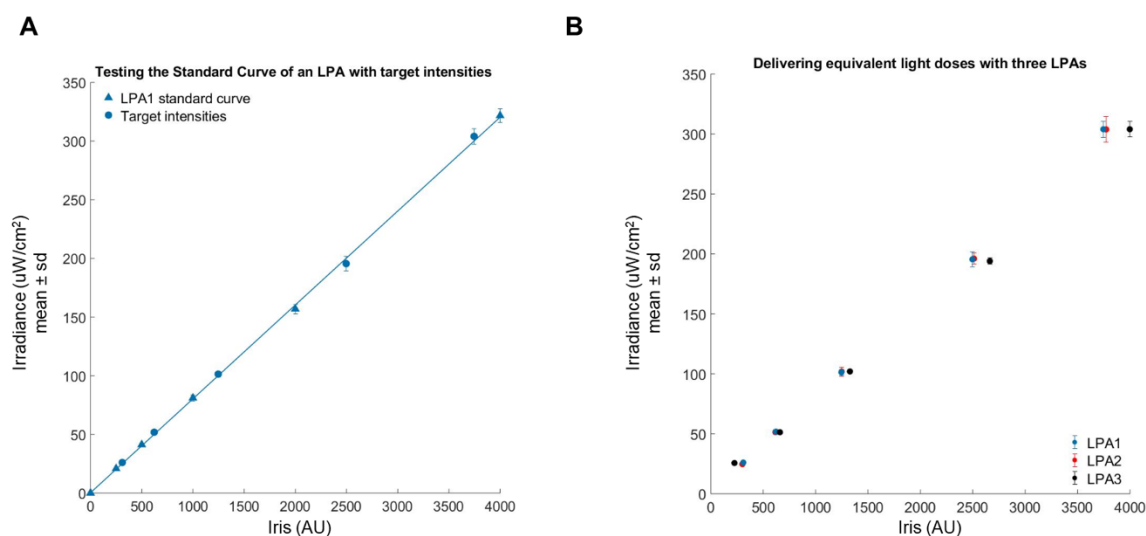 A
Testing the Standard Curve of an LPA with target intensities
350
300
250
200
150
100
50
0
Irradiance (uW/cm²)
mean ± sd
LPA1 standard curve
Target intensities
0 500 1000 1500 2000 2500 3000 3500 4000
Iris (AU)
B
Delivering equivalent light doses with three LPAs
350
300
250
200
150
100
50
0
Irradiance (uW/cm²)
mean ± sd
LPA1
LPA2
LPA3
0 500 1000 1500 2000 2500 3000 3500 4000
Iris (AU)